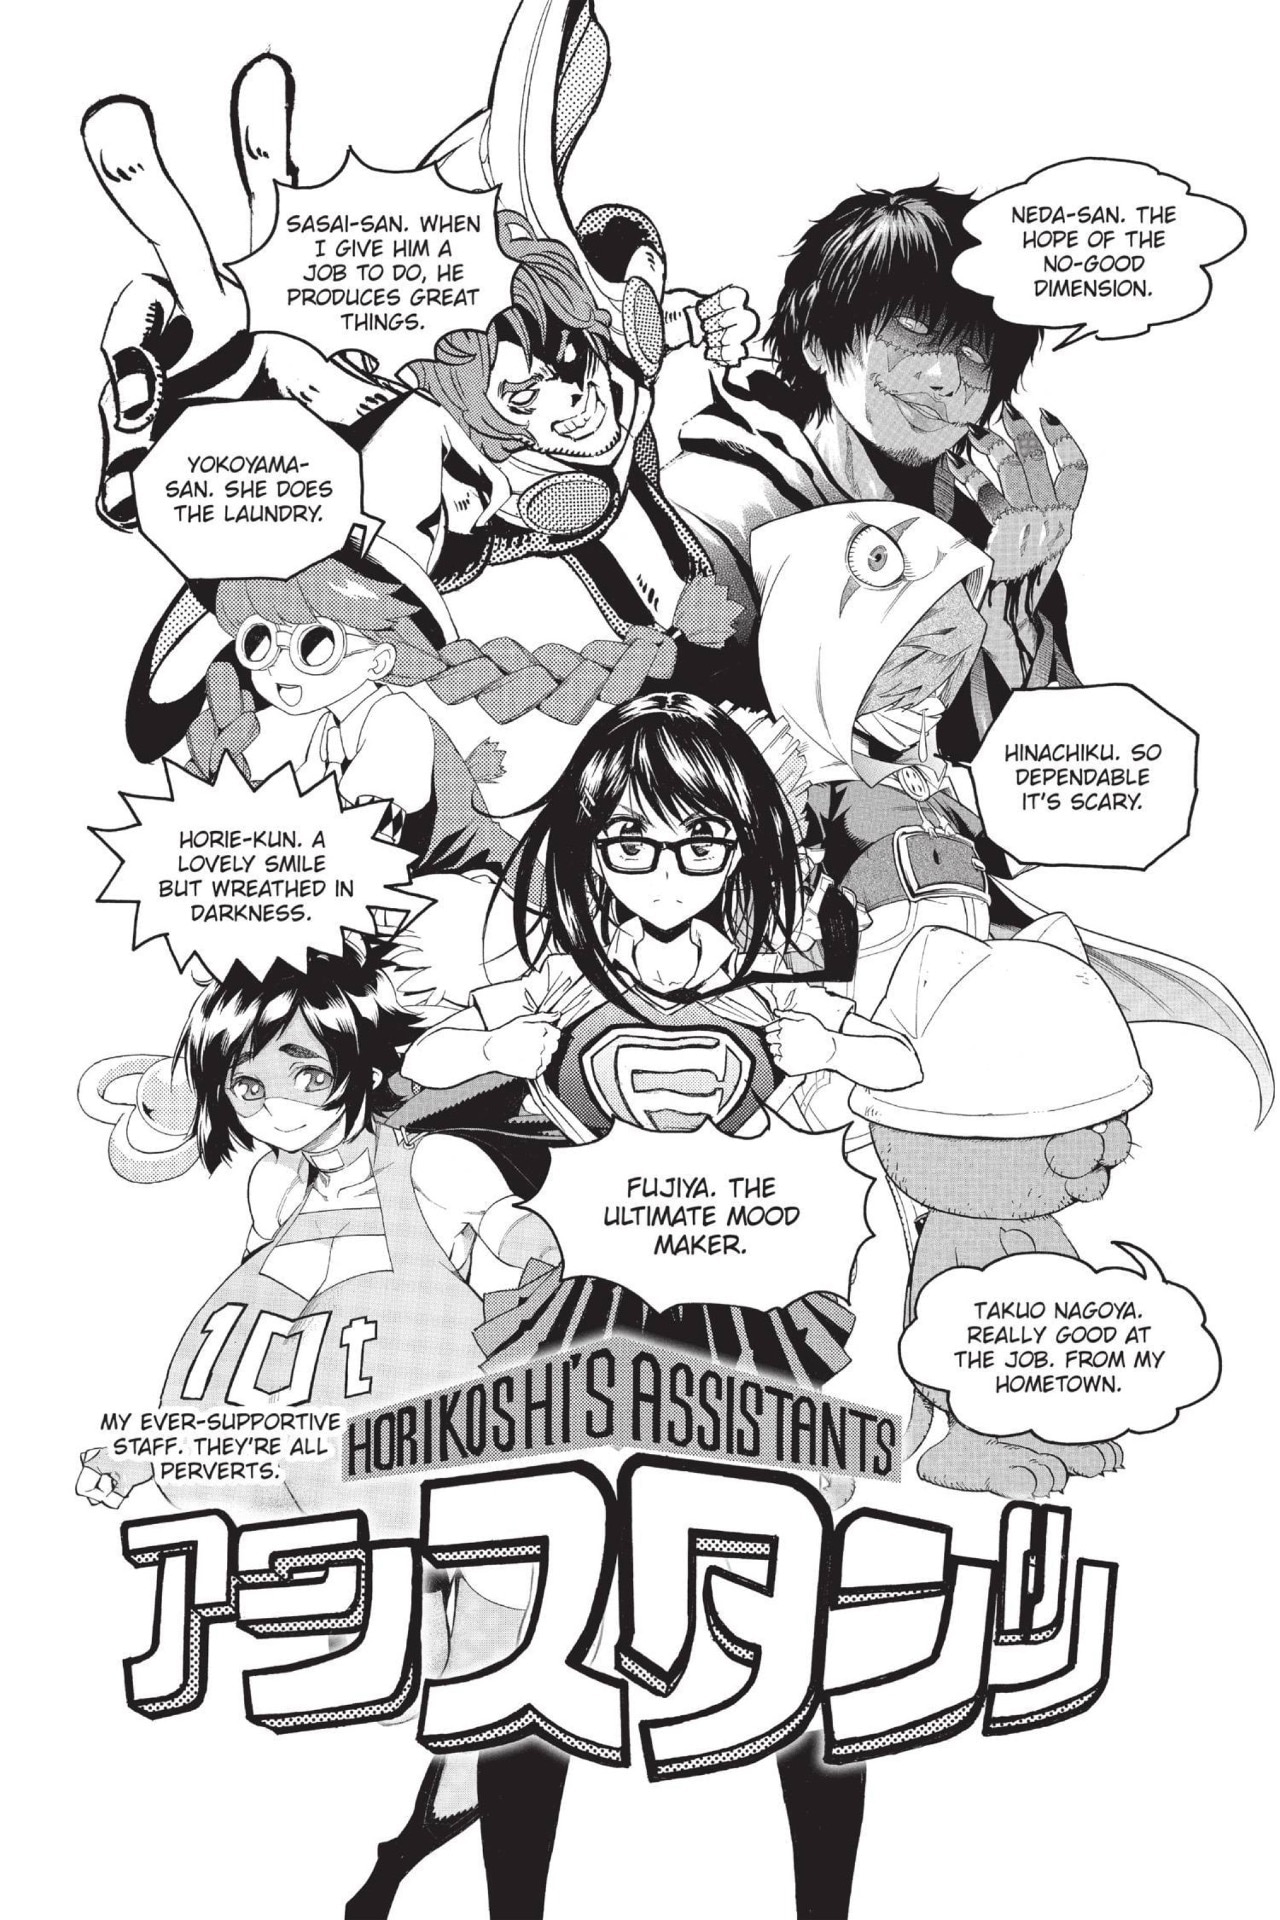 SASAI-SAN. WHEN
I GIVE HIM A
JOB TO DO, HE
PRODUCES GREAT
THINGS.
NEDA-SAN. THE
HOPE OF THE
NO-GOOD
DIMENSION.
YOKOYAMA-
SAN. SHE DOES
THE LAUNDRY.
HINACHIKU. SO
DEPENDABLE
IT'S SCARY.
HORIE-KUN. A
LOVELY SMILE
BUT WREATHED IN
DARKNESS.
FUJIYA. THE
ULTIMATE MOOD
MAKER.
TAKUO NAGOYA.
REALLY GOOD AT
THE JOB. FROM MY
HOMETOWN.
10t
MY EVER-SUPPORTIVE
STAFF. THEY'RE ALL
PERVERTS.
HORIKOSHI'S ASSISTANTS
アシスタンツ